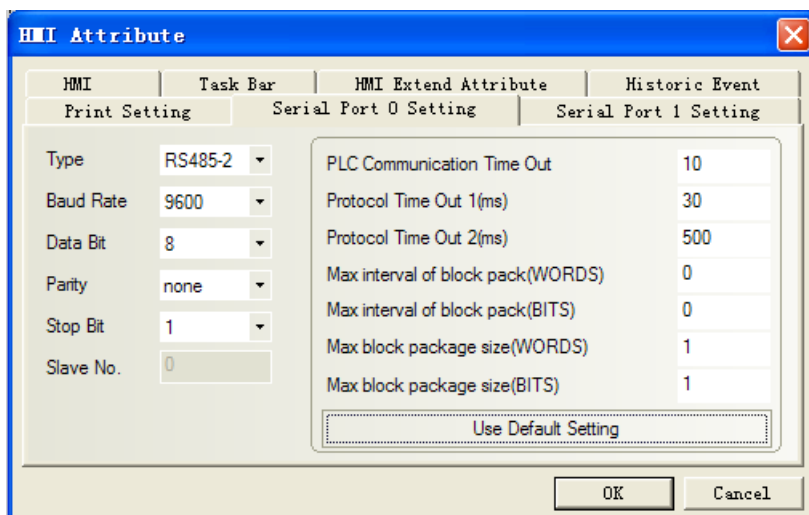 HMI Attribute
HMI Task Bar HMI Extend Attribute Historic Event
Print Setting Serial Port 0 Setting Serial Port 1 Setting
Type RS485-2
Baud Rate 9600
Data Bit 8
Parity none
Stop Bit 1
Slave No. 0
PLC Communication Time Out 10
Protocol Time Out 1(ms) 30
Protocol Time Out 2(ms) 500
Max interval of block pack(WORDS) 0
Max interval of block pack(BITS) 0
Max block package size(WORDS) 1
Max block package size(BITS) 1
Use Default Setting
OK Cancel